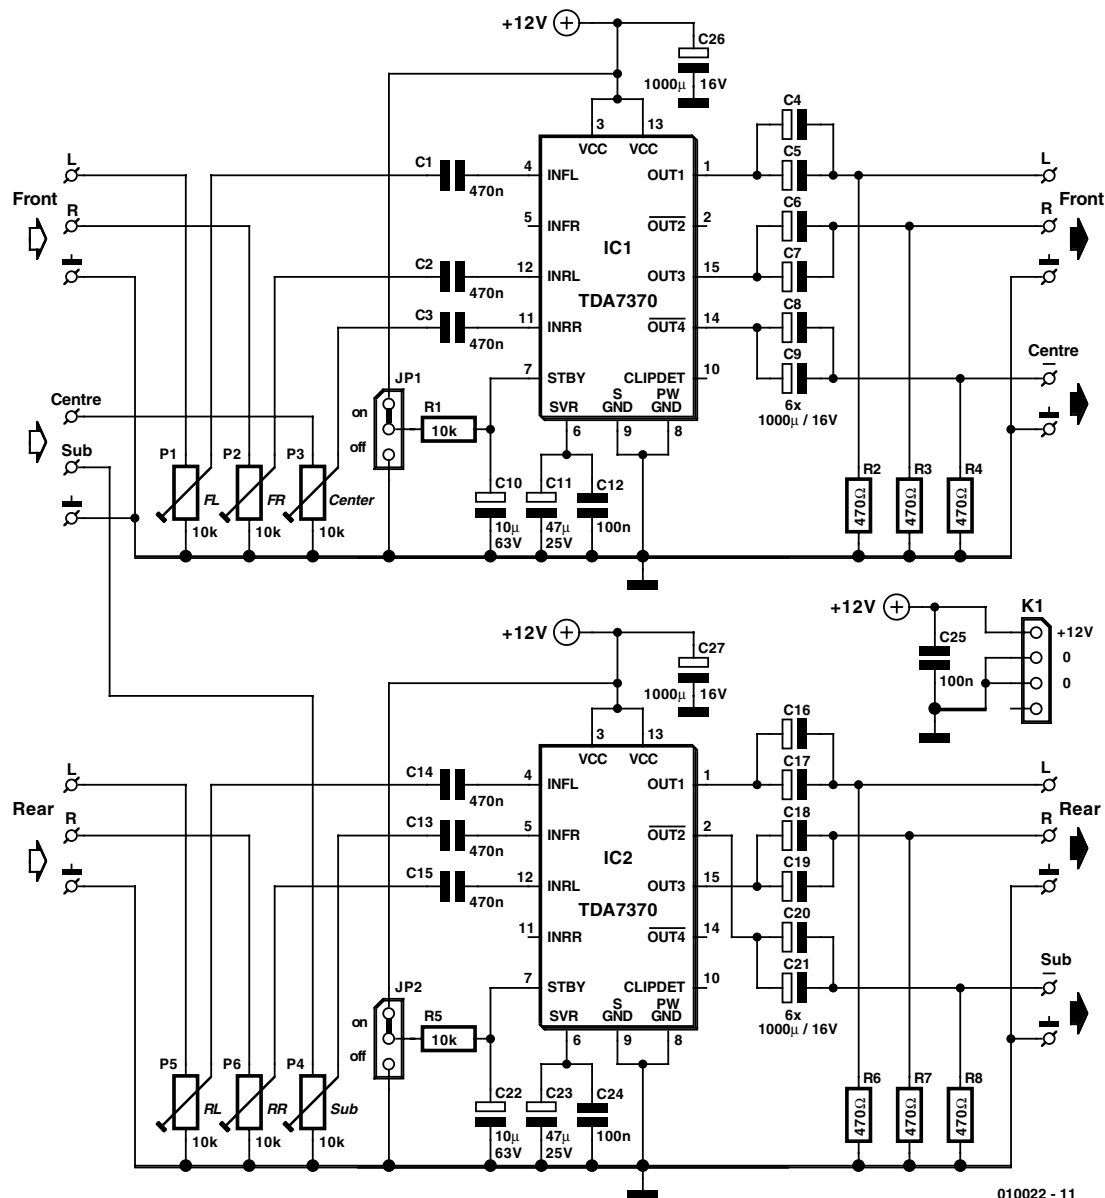 +12V
C26
1000µ 16V
3 13
VCC VCC
C4
L
C1
470n
4
INFL
OUT1
1
C5
L
Front
R
5
INFR
OUT2
2
C6
R
Front
IC1
C2
470n
12
INRL
OUT3
15
C7
TDA7370
C3
470n
11
INRR
OUT4
14
C8
Centre
–
JP1
7
STBY
CLIPDET
10
C9
6x
1000µ / 16V
Centre
on
off
R1
10k
SVR
S
GND
PW
GND
6 9 8
Sub
P1
FL
10k
P2
FR
10k
P3
Center
10k
C10
10µ
63V
C11
47µ
25V
C12
100n
R2
470Ω
R3
470Ω
R4
470Ω
+12V
K1
C25
100n
+12V
0
0
+12V
C27
1000µ 16V
3 13
VCC VCC
C16
L
C14
470n
4
INFL
OUT1
1
C17
L
Rear
R
C13
470n
5
INFR
OUT2
2
C18
R
Rear
IC2
C15
470n
12
INRL
OUT3
15
C19
TDA7370
11
INRR
OUT4
14
C20
Sub
–
JP2
7
STBY
CLIPDET
10
C21
6x
1000µ / 16V
on
off
R5
10k
SVR
S
GND
PW
GND
6 9 8
P5
RL
10k
P6
RR
10k
P4
Sub
10k
C22
10µ
63V
C23
47µ
25V
C24
100n
R6
470Ω
R7
470Ω
R8
470Ω
010022 - 11